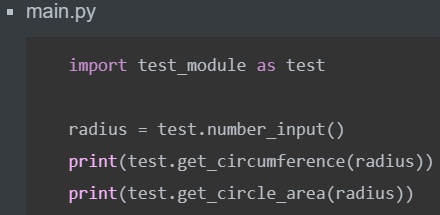 main.py
import test_module as test
radius = test.number_input()
print(test.get_circumference(radius))
print(test.get_circle_area(radius))